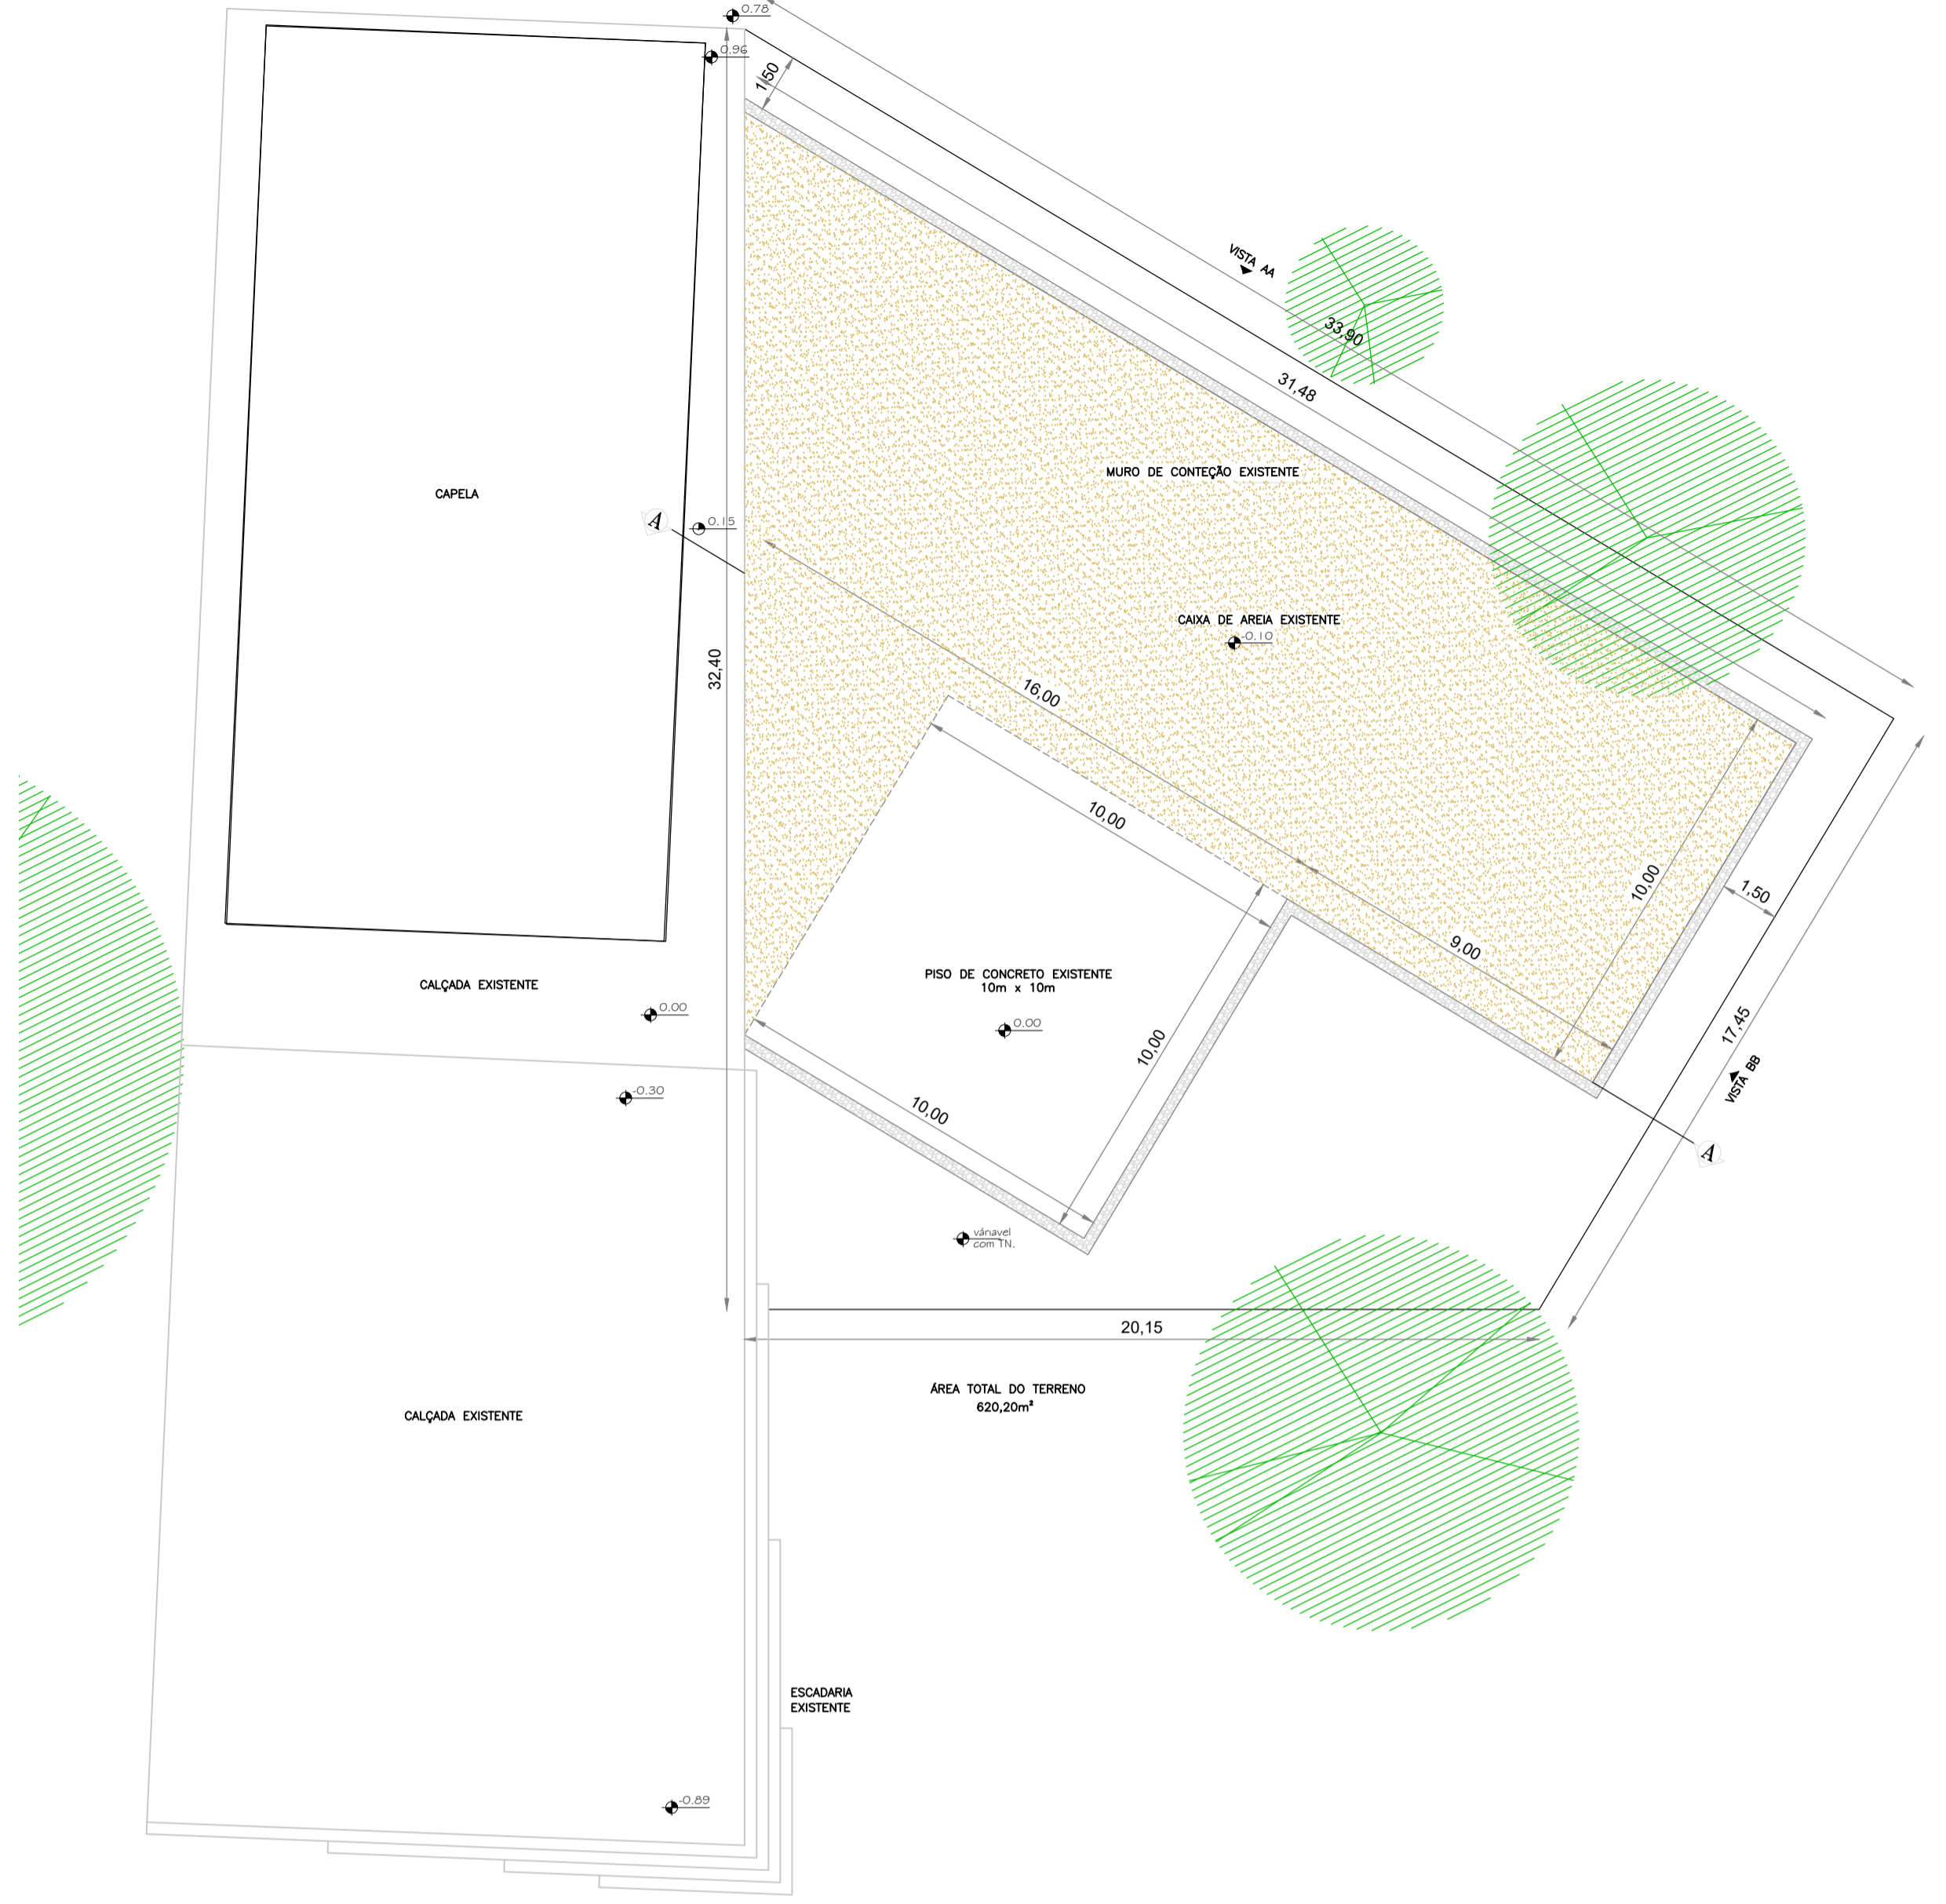 0.78
0.96
1,50
VISTA AA
33,90
31,48
MURO DE CONTEÇÃO EXISTENTE
CAPELA
A
0.15
CAIXA DE AREIA EXISTENTE
-0.10
32,40
16,00
10,00
10,00
1,50
9,00
PISO DE CONCRETO EXISTENTE
10m x 10m
0.00
CALÇADA EXISTENTE
0.00
10,00
17,45
VISTA BB
-0.30
10,00
A
váriavel
com TN.
20,15
ÁREA TOTAL DO TERRENO
620,20m²
CALÇADA EXISTENTE
ESCADARIA
EXISTENTE
-0.89